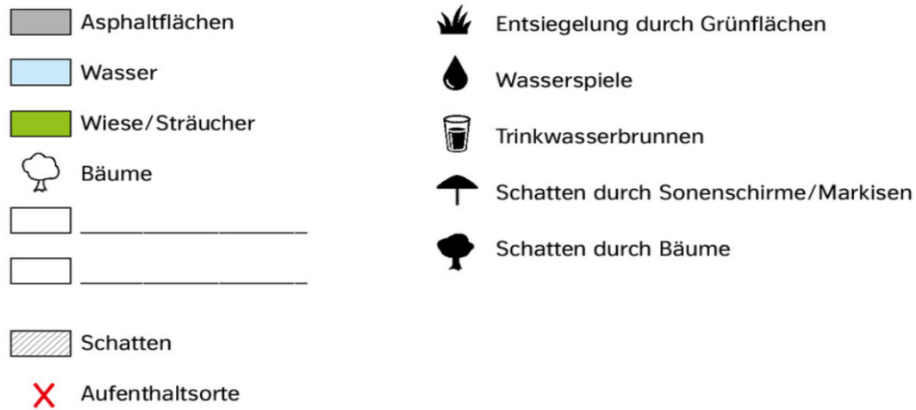 Asphaltflächen
Wasser
Wiese/Sträucher
Bäume
Schatten
Aufenthaltsorte
Entsiegelung durch Grünflächen
Wasserspiele
Trinkwasserbrunnen
Schatten durch Sonenschirme/Markisen
Schatten durch Bäume